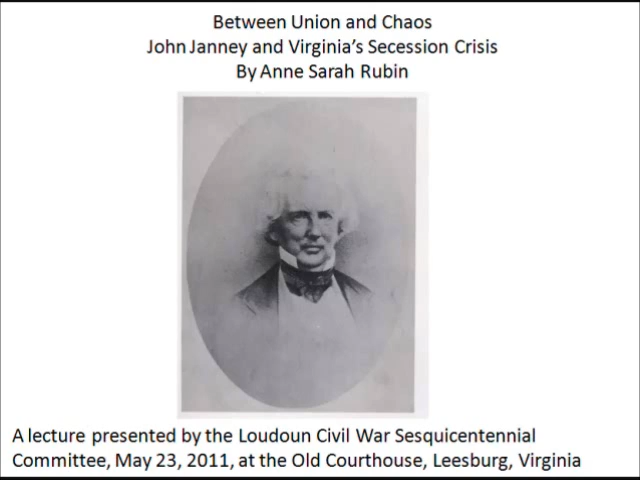 Between Union and Chaos
John Janney and Virginia’s Secession Crisis
By Anne Sarah Rubin
A lecture presented by the Loudoun Civil War Sesquicentennial
Committee, May 23, 2011, at the Old Courthouse, Leesburg, Virginia